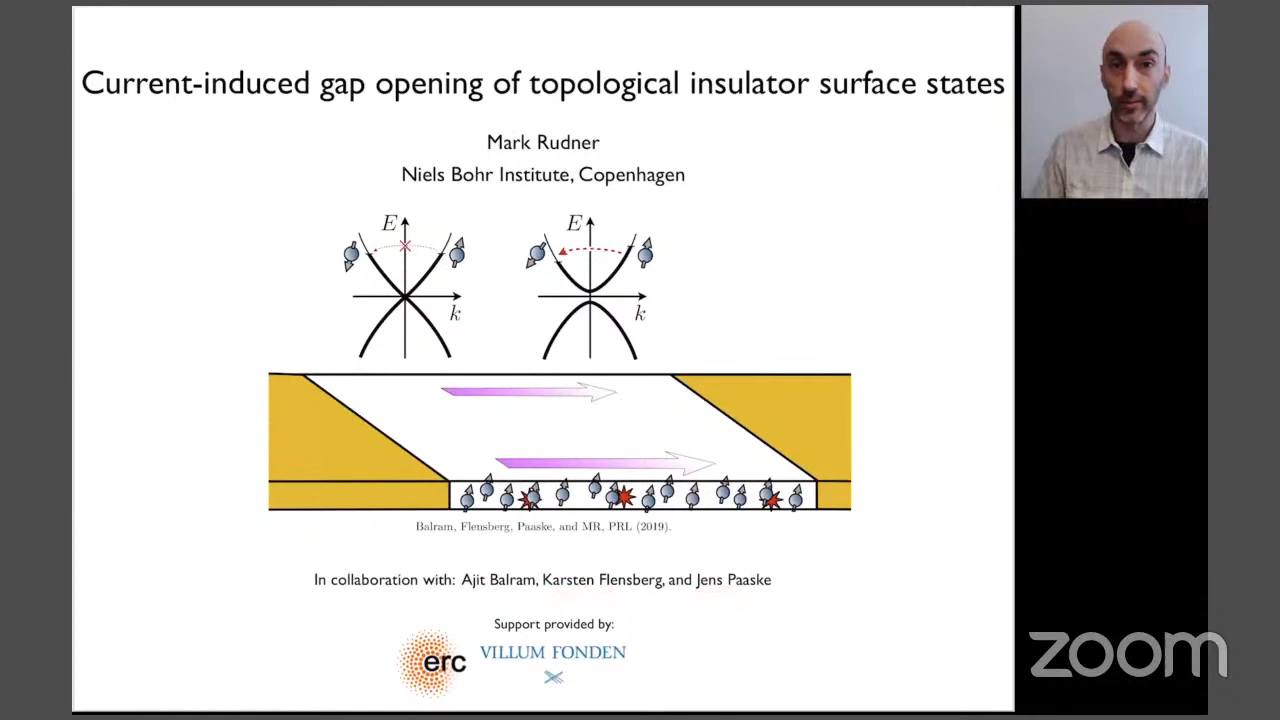 Current-induced gap opening of topological insulator surface states
Mark Rudner
Niels Bohr Institute, Copenhagen
E
E
k
k
Balram, Flensberg, Paaske, and MR, PRL (2019).
In collaboration with: Ajit Balram, Karsten Flensberg, and Jens Paaske
Support provided by:
erc
VILLUM FONDEN
zoom